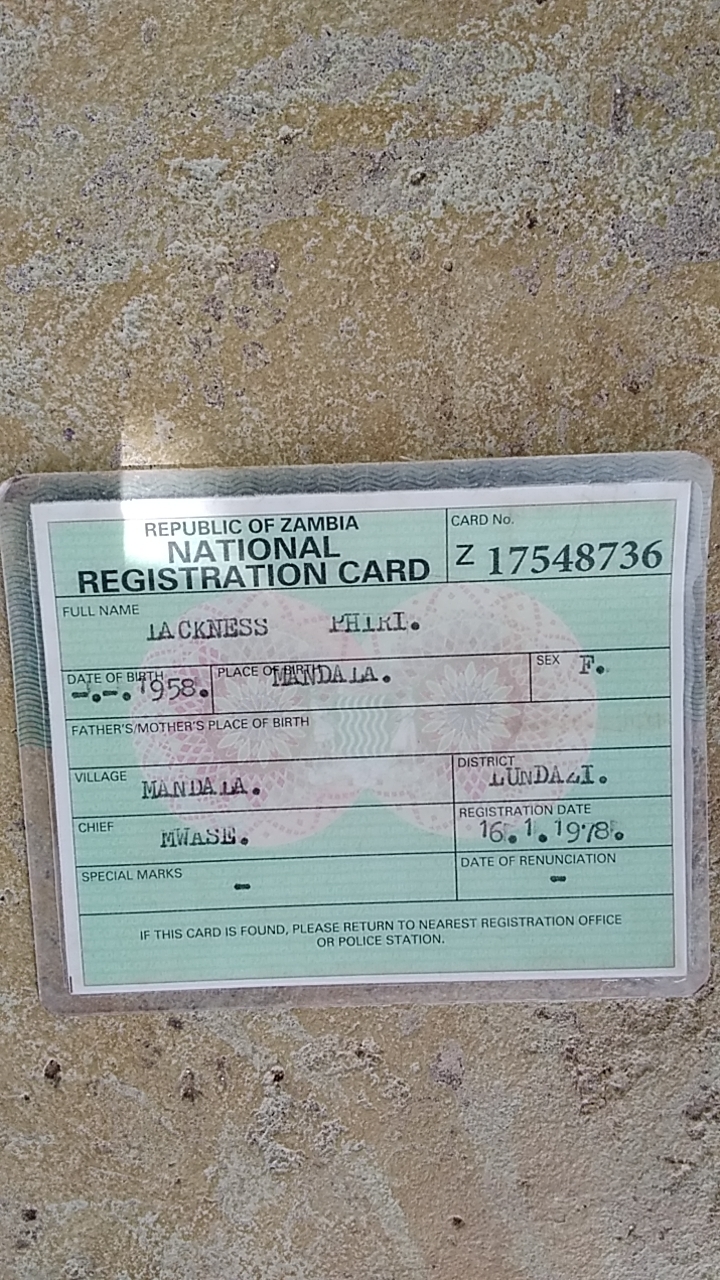 REPUBLIC OF ZAMBIA
NATIONAL
REGISTRATION CARD
CARD No.
Z 17548736
FULL NAME
IACKNESS PHIRI.
DATE OF BIRTH
-.-.1958.
PLACE OF BIRTH
MANDALA.
SEX F.
FATHER'S/MOTHER'S PLACE OF BIRTH
VILLAGE
MANDALA.
DISTRICT
LUNDAZI.
CHIEF
MWASE.
REGISTRATION DATE
16.1.1978.
SPECIAL MARKS
-
DATE OF RENUNCIATION
-
IF THIS CARD IS FOUND, PLEASE RETURN TO NEAREST REGISTRATION OFFICE
OR POLICE STATION.